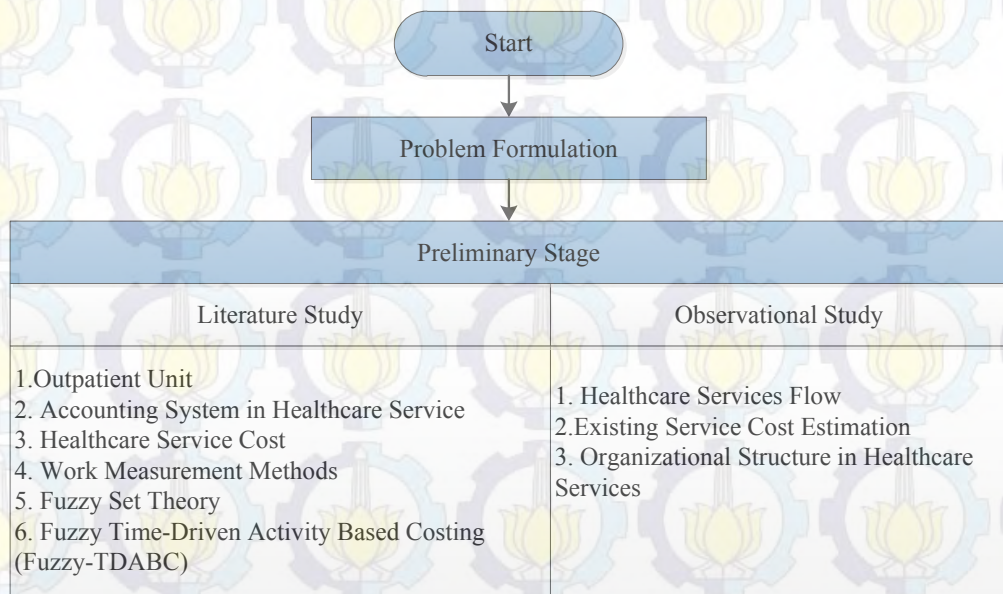 Start
Problem Formulation
Preliminary Stage
Literature Study
Observational Study
1.Outpatient Unit
2. Accounting System in Healthcare Service
3. Healthcare Service Cost
4. Work Measurement Methods
5. Fuzzy Set Theory
6. Fuzzy Time-Driven Activity Based Costing
(Fuzzy-TDABC)
1. Healthcare Services Flow
2.Existing Service Cost Estimation
3. Organizational Structure in Healthcare
Services